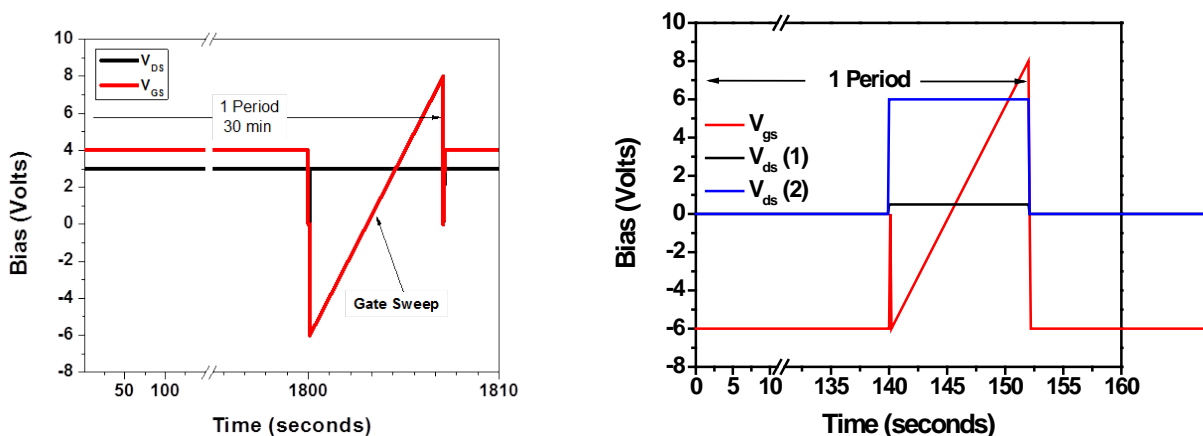 10
8
6
4
2
0
-2
-4
-6
-8
Bias (Volts)
V_DS
V_GS
1 Period
30 min
Gate Sweep
50 100 1800 1810
Time (seconds)
10
8
6
4
2
0
-2
-4
-6
-8
Bias (Volts)
1 Period
V_gs
V_ds (1)
V_ds (2)
0 5 10 135 140 145 150 155 160
Time (seconds)